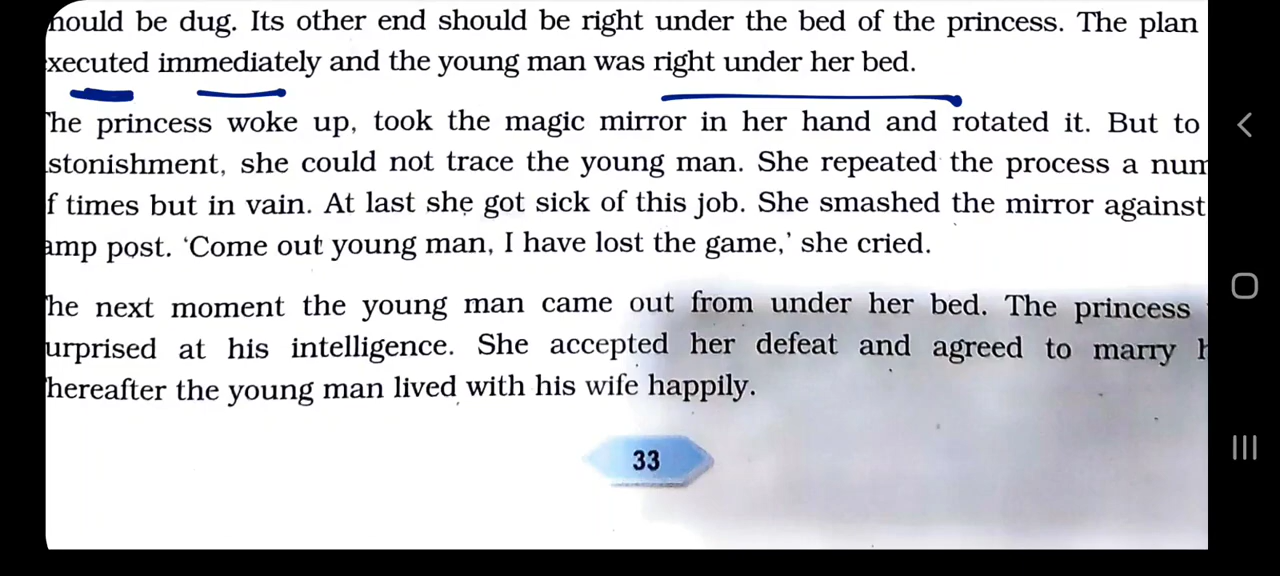 hould be dug. Its other end should be right under the bed of the princess. The plan
xecuted immediately and the young man was right under her bed.
The princess woke up, took the magic mirror in her hand and rotated it. But to
stonishment, she could not trace the young man. She repeated the process a num
f times but in vain. At last she got sick of this job. She smashed the mirror against
amp post. ‘Come out young man, I have lost the game,’ she cried.
The next moment the young man came out from under her bed. The princess
urprised at his intelligence. She accepted her defeat and agreed to marry h
hereafter the young man lived with his wife happily.
33